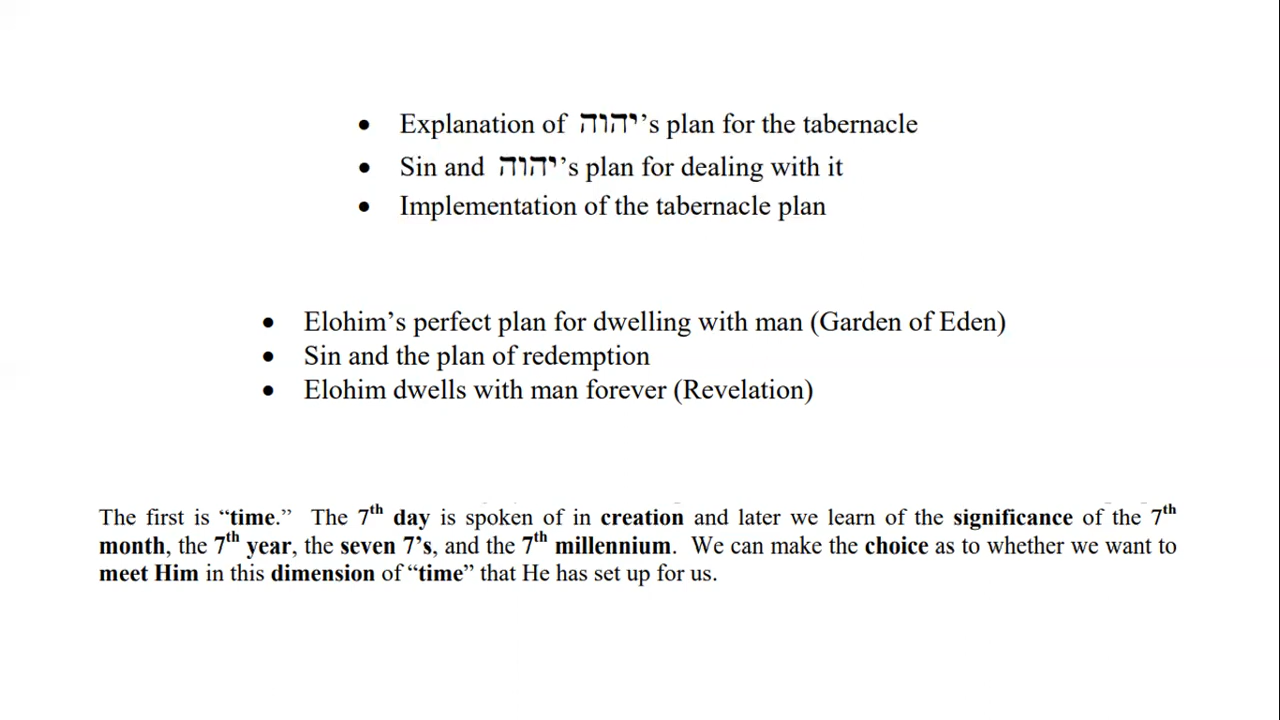 • Explanation of יהוה’s plan for the tabernacle
• Sin and יהוה’s plan for dealing with it
• Implementation of the tabernacle plan
• Elohim’s perfect plan for dwelling with man (Garden of Eden)
• Sin and the plan of redemption
• Elohim dwells with man forever (Revelation)
The first is “time.” The 7th day is spoken of in creation and later we learn of the significance of the 7th
month, the 7th year, the seven 7’s, and the 7th millennium. We can make the choice as to whether we want to
meet Him in this dimension of “time” that He has set up for us.